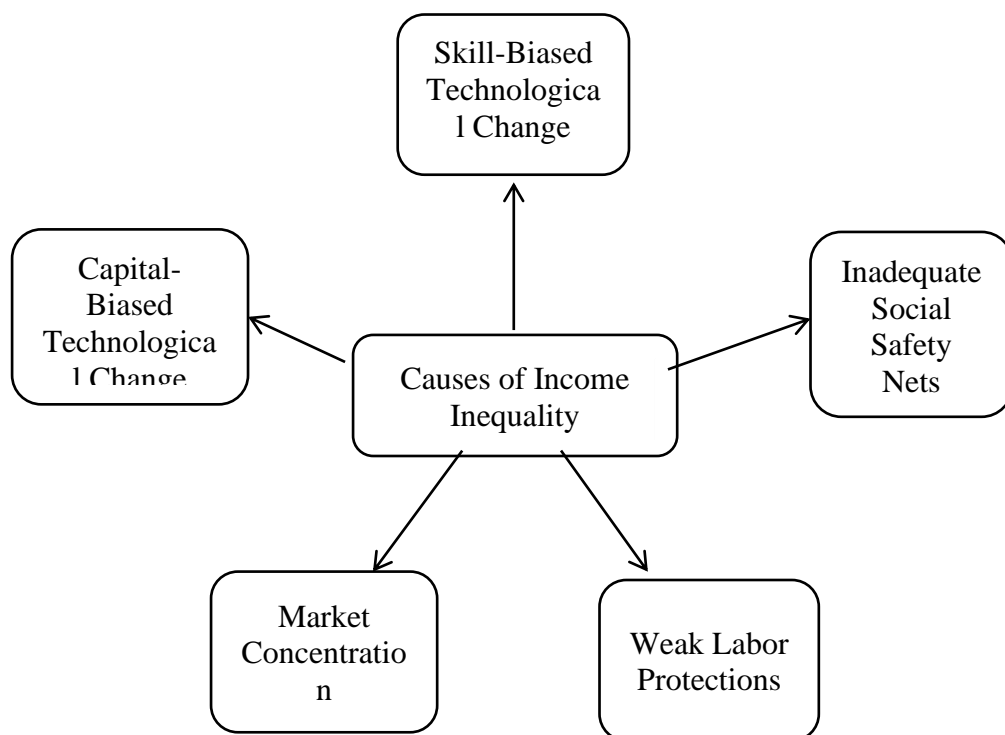 Skill-Biased
Technologica
l Change
Capital-
Biased
Technologica
l Change
Inadequate
Social
Safety
Nets
Causes of Income
Inequality
Market
Concentratio
n
Weak Labor
Protections